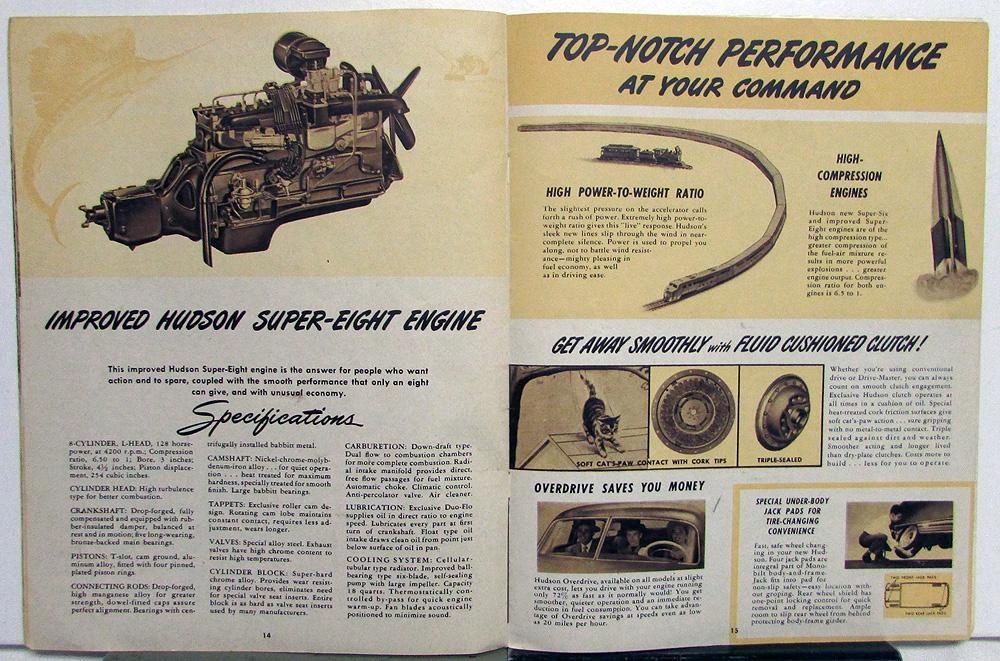 IMPROVED HUDSON SUPER-EIGHT ENGINE
This improved Hudson Super-Eight engine is the answer for people who want
action and to spare, coupled with the smooth performance that only an eight
can give, and with unusual economy.
Specifications
8-CYLINDER, L-HEAD, 128 horse-
power, at 4200 r.p.m.; Compression
ratio, 6.50 to 1; Bore, 3 inches;
Stroke, 4½ inches; Piston displace-
ment, 254 cubic inches.
CYLINDER HEAD: High turbulence
type for better combustion.
CRANKSHAFT: Drop-forged, fully
compensated and equipped with rub-
ber-insulated damper, balanced at
rest and in motion; five long-wearing,
bronze-backed main bearings.
PISTONS: T-slot, cam ground, alu-
minum alloy, fitted with four pinned,
plated piston rings.
CONNECTING RODS: Drop-forged,
high manganese alloy for greater
strength, dowel-fitted caps assure
perfect alignment. Bearings with cen-
trifugally installed babbitt metal.
CAMSHAFT: Nickel-chrome-molyb-
denum-iron alloy . . . for quiet opera-
tion . . . heat treated for maximum
hardness, specially treated for smooth
finish. Large babbitt bearings.
TAPPETS: Exclusive roller cam de-
sign. Rotating cam lobe maintains
constant contact, requires less ad-
justment, wears longer.
VALVES: Special alloy steel. Exhaust
valves have high chrome content to
resist high temperatures.
CYLINDER BLOCK: Super-hard
chrome alloy. Provides wear resist-
ing cylinder bores, eliminates need
for special valve seat inserts. Entire
block is as hard as valve seat inserts
used by many manufacturers.
CARBURETION: Down-draft type.
Dual flow to combustion chambers
for more complete combustion. Radi-
al intake manifold provides direct,
free flow passages for fuel mixture.
Automatic choke. Climatic control.
Anti-percolator valve. Air cleaner.
LUBRICATION: Exclusive Duo-Flo
supplies oil in direct ratio to engine
speed. Lubricates every part at first
turn of crankshaft. Float type oil
intake draws clean oil from point just
below surface of oil in pan.
COOLING SYSTEM: Cellular-
tubular type radiator. Improved ball-
bearing type six-blade, self-sealing
pump with large impeller. Capacity
18 quarts. Thermostatically con-
trolled by-pass for quick engine
warm-up. Fan blades acoustically
positioned to minimize sound.
14
TOP-NOTCH PERFORMANCE
AT YOUR COMMAND
HIGH POWER-TO-WEIGHT RATIO
The slightest pressure on the accelerator calls
forth a rush of power. Extremely high power-to-
weight ratio gives this "live" response. Hudson's
sleek new lines slip through the wind in near-
complete silence. Power is used to propel you
along, not to battle wind resist-
ance—mighty pleasing in
fuel economy, as well
as in driving ease.
HIGH-
COMPRESSION
ENGINES
Hudson new Super-Six
and improved Super-
Eight engines are of the
high compression type...
greater compression of
the fuel-air mixture re-
sults in more powerful
explosions . . . greater
engine output. Compres-
sion ratio for both en-
gines is 6.5 to 1.
GET AWAY SMOOTHLY with FLUID CUSHIONED CLUTCH!
SOFT CAT'S-PAW CONTACT WITH CORK TIPS
TRIPLE-SEALED
Whether you're using conventional
drive or Drive-Master, you can always
count on smooth clutch engagement.
Exclusive Hudson clutch operates at
all times in a cushion of oil. Special
heat-treated cork friction surfaces give
soft cat's-paw action . . . sure gripping
with no metal-to-metal contact. Triple
sealed against dirt and weather.
Smoother acting and longer lived
than dry-plate clutches. Costs more to
build . . . less for you to operate.
OVERDRIVE SAVES YOU MONEY
Hudson Overdrive, available on all models at slight
extra cost, lets you drive with your engine running
only 72% as fast as it normally would! You get
smoother, quieter operation and an immediate re-
duction in fuel consumption. You can take advan-
tage of Overdrive savings at speeds even as low
as 20 miles per hour.
SPECIAL UNDER-BODY
JACK PADS FOR
TIRE-CHANGING
CONVENIENCE
Fast, safe wheel chang-
ing in your new Hud-
son. Four jack pads are
integral part of Mono-
bilt body-and-frame.
Jack fits into pad for
non-slip safety—easy location with-
out groping. Rear wheel shield has
one-point locking control for quick
removal and replacement. Ample
room to slip rear wheel from behind
protecting body-frame girder.
TWO FRONT JACK PADS
TWO REAR JACK PADS
15